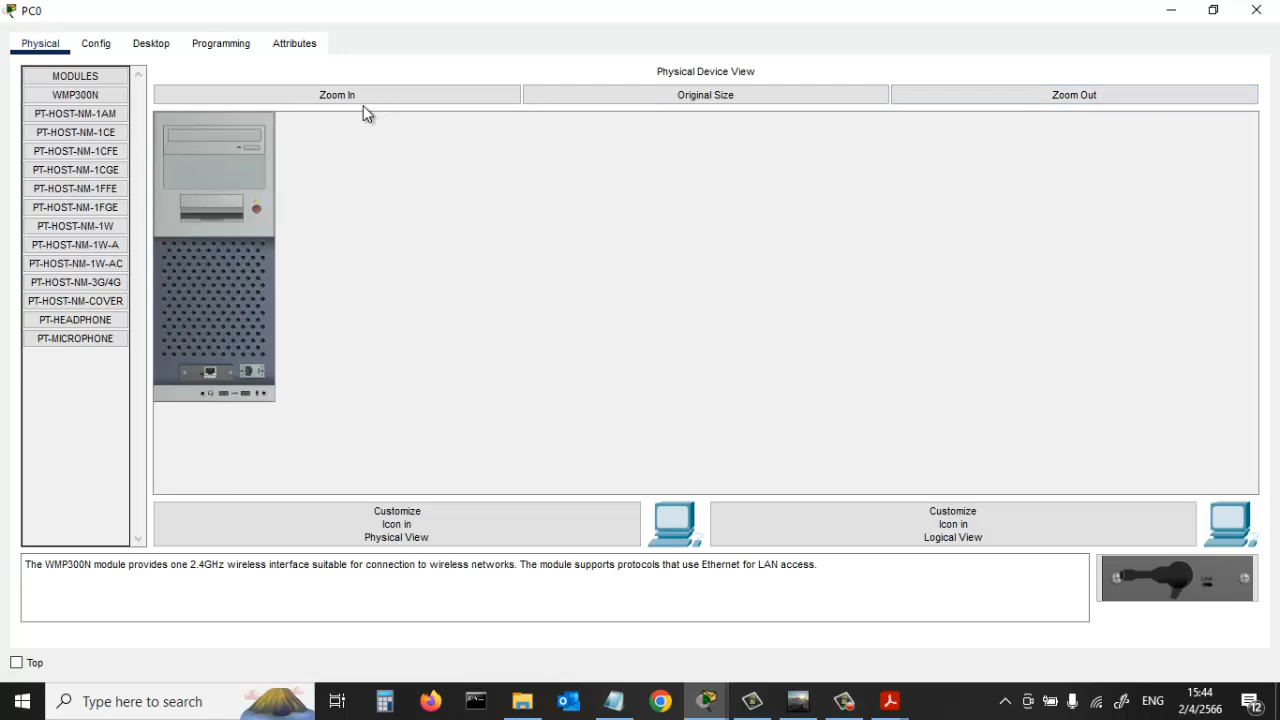 PC0
Physical Config Desktop Programming Attributes
Physical Device View
MODULES
WMP300N
PT-HOST-NM-1AM
PT-HOST-NM-1CE
PT-HOST-NM-1CFE
PT-HOST-NM-1CGE
PT-HOST-NM-1FFE
PT-HOST-NM-1FGE
PT-HOST-NM-1W
PT-HOST-NM-1W-A
PT-HOST-NM-1W-AC
PT-HOST-NM-3G/4G
PT-HOST-NM-COVER
PT-HEADPHONE
PT-MICROPHONE
Zoom In Original Size Zoom Out
Customize
Icon in
Physical View
Customize
Icon in
Logical View
The WMP300N module provides one 2.4GHz wireless interface suitable for connection to wireless networks. The module supports protocols that use Ethernet for LAN access.
LINK
Top
Type here to search
ENG
15:44
2/4/2566
12